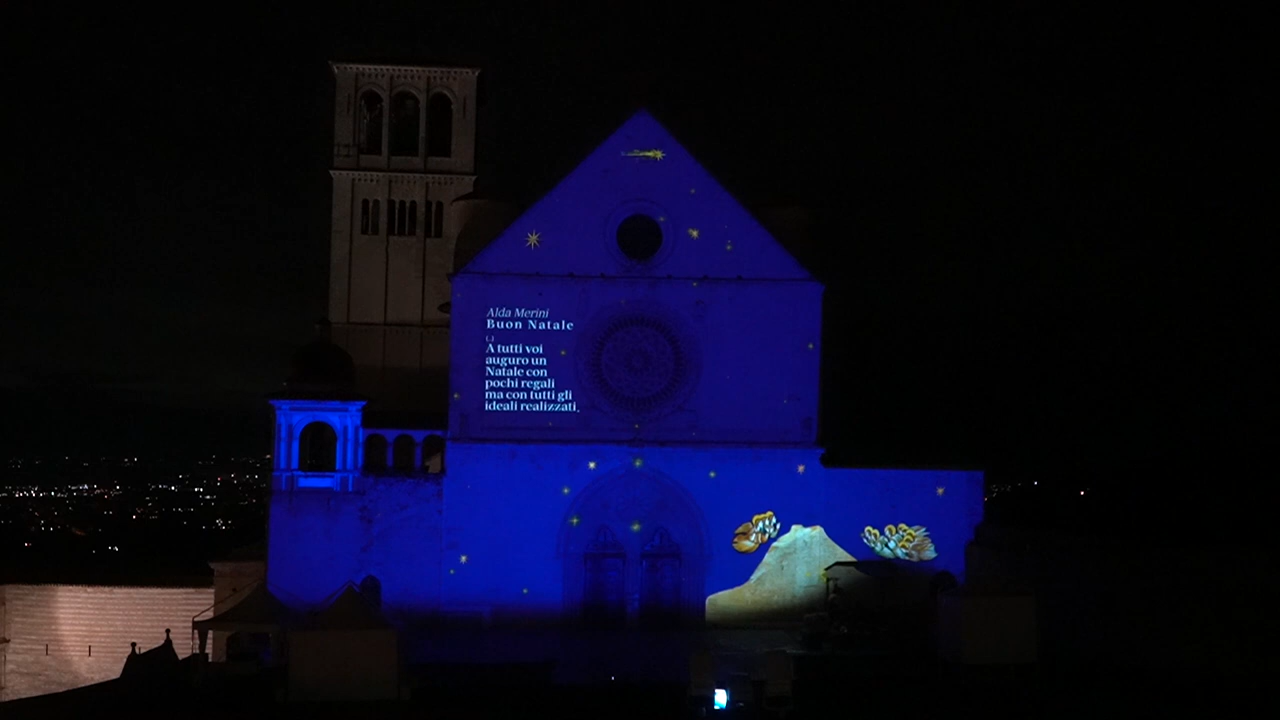 Alda Merini
Buon Natale
A tutti voi
auguro un
Natale con
pochi regali
ma con tutti gli
ideali realizzati.